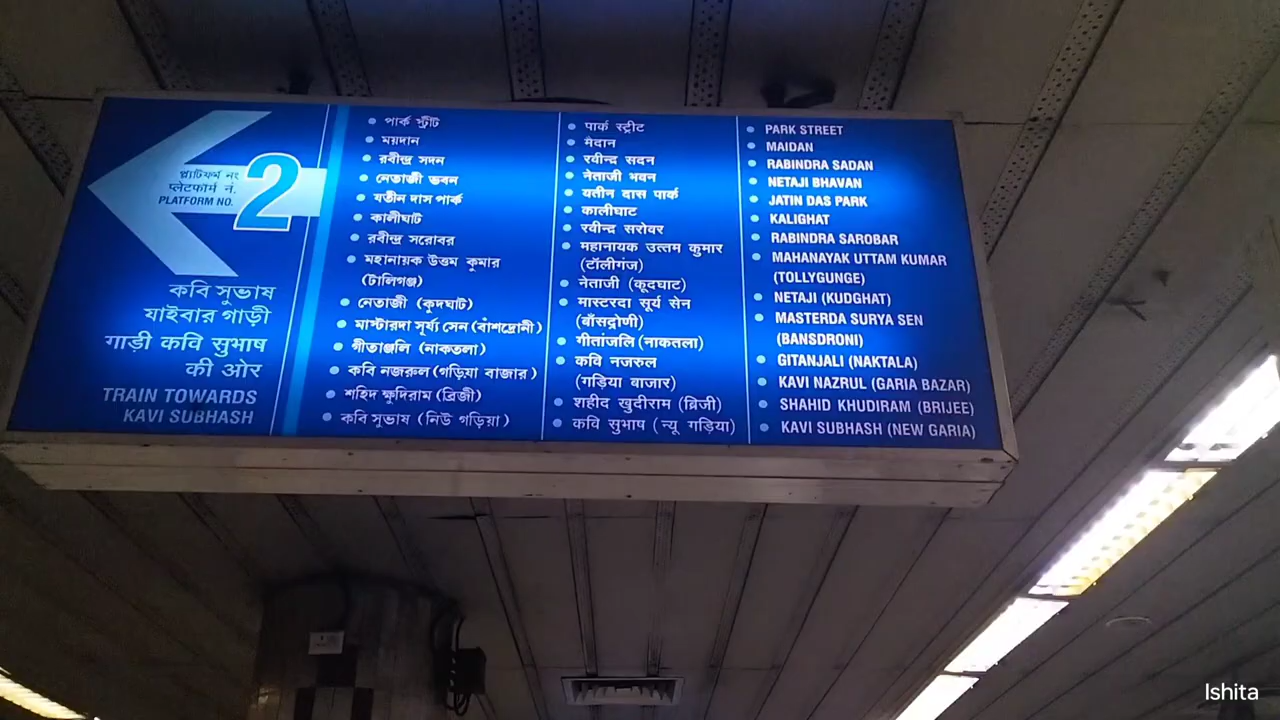 প্ল্যাটফর্ম নং
प्लेटफार्म नं.
PLATFORM NO.
2
কবি সুভাষ
যাইবার গাড়ী
गाड़ी कवि सुभाष
की ओर
TRAIN TOWARDS
KAVI SUBHASH
পার্ক স্ট্রীট
ময়দান
রবীন্দ্র সদন
নেতাজী ভবন
যতীন দাস পার্ক
কালীঘাট
রবীন্দ্র সরোবর
মহানায়ক উত্তম কুমার
(টালিগঞ্জ)
নেতাজী (কুদঘাট)
মাস্টারদা সূর্য্য সেন (বাঁশদ্রোনী)
গীতাঞ্জলি (নাকতলা)
কবি নজরুল (গড়িয়া বাজার)
শহিদ ক্ষুদিরাম (ব্রিজী)
কবি সুভাষ (নিউ গড়িয়া)
पार्क स्ट्रीट
मैदान
रवीन्द्र सदन
नेताजी भवन
यतीन दास पार्क
कालीघाट
रवीन्द्र सरोवर
महानायक उत्तम कुमार
(टॉलीगंज)
नेताजी (कूदघाट)
मास्टरदा सूर्य सेन
(बाँसद्रोणी)
गीतांजलि (नाकतला)
कवि नजरुल
(गड़िया बाजार)
शहीद खुदीराम (ब्रिजी)
कवि सुभाष (न्यू गड़िया)
PARK STREET
MAIDAN
RABINDRA SADAN
NETAJI BHAVAN
JATIN DAS PARK
KALIGHAT
RABINDRA SAROBAR
MAHANAYAK UTTAM KUMAR
(TOLLYGUNGE)
NETAJI (KUDGHAT)
MASTERDA SURYA SEN
(BANSDRONI)
GITANJALI (NAKTALA)
KAVI NAZRUL (GARIA BAZAR)
SHAHID KHUDIRAM (BRIJEE)
KAVI SUBHASH (NEW GARIA)
Ishita